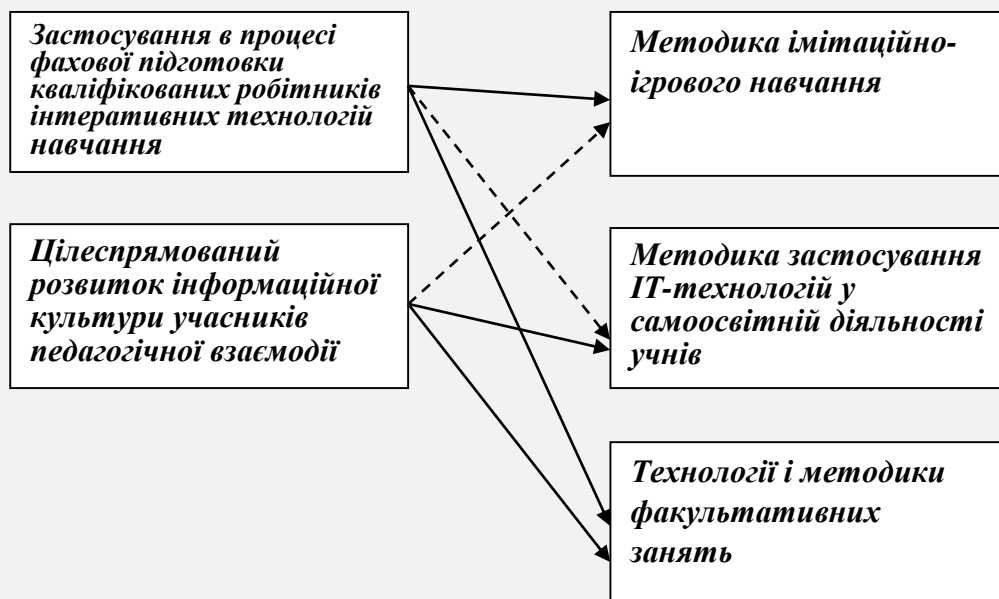 Застосування в процесі
фахової підготовки
кваліфікованих робітників
інтеративних технологій
навчання
Цілеспрямований
розвиток інформаційної
культури учасників
педагогічної взаємодії
Методика імітаційно-
ігрового навчання
Методика застосування
ІТ-технологій у
самоосвітній діяльності
учнів
Технології і методики
факультативних
занять